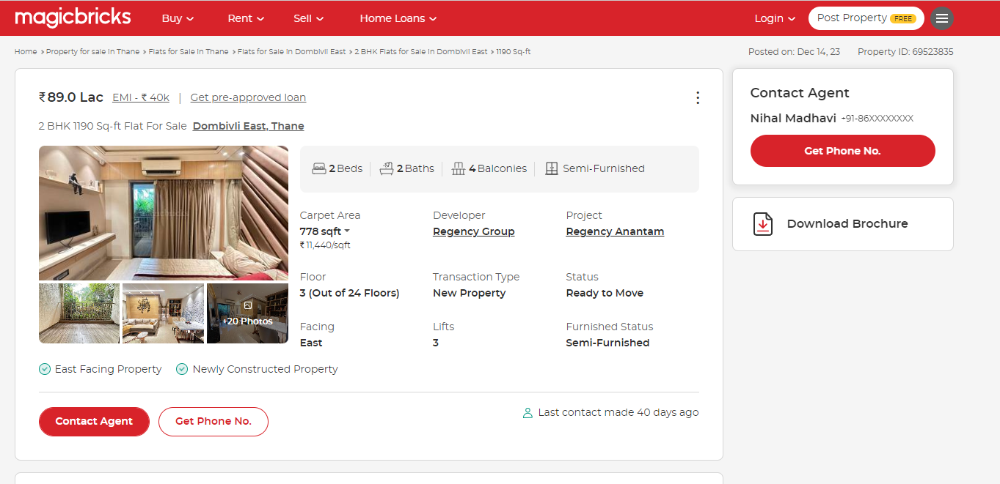 magicbricks
Buy
Rent
Sell
Home Loans
Login
Post Property FREE
Home > Property for sale in Thane > Flats for Sale in Thane > Flats for Sale in Dombivli East > 2 BHK Flats for Sale in Dombivli East > 1190 Sq-ft
Posted on: Dec 14, 23
Property ID: 69523835
₹89.0 Lac EMI - ₹ 40k | Get pre-approved loan
2 BHK 1190 Sq-ft Flat For Sale Dombivli East, Thane
+20 Photos
2 Beds
2 Baths
4 Balconies
Semi-Furnished
Carpet Area
778 sqft
₹11,440/sqft
Developer
Regency Group
Project
Regency Anantam
Floor
3 (Out of 24 Floors)
Transaction Type
New Property
Status
Ready to Move
Facing
East
Lifts
3
Furnished Status
Semi-Furnished
East Facing Property
Newly Constructed Property
Contact Agent
Get Phone No.
Last contact made 40 days ago
Contact Agent
Nihal Madhavi +91-86XXXXXXXX
Get Phone No.
Download Brochure